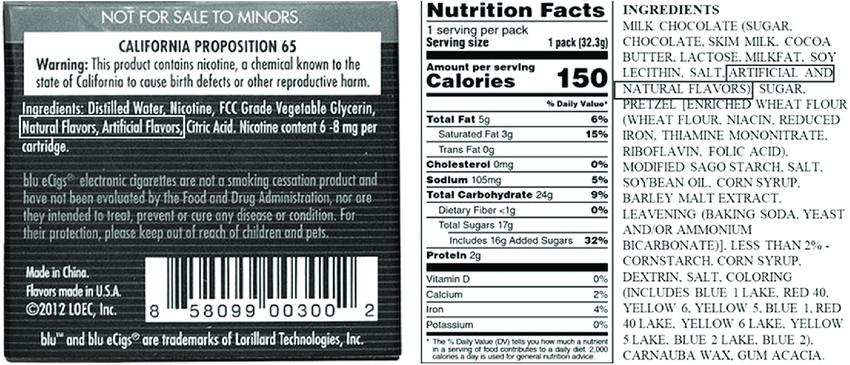 NOT FOR SALE TO MINORS.
CALIFORNIA PROPOSITION 65
Warning: This product contains nicotine, a chemical known to the
state of California to cause birth defects or other reproductive harm.
Ingredients: Distilled Water, Nicotine, FCC Grade Vegetable Glycerin,
Natural Flavors, Artificial Flavors, Citric Acid. Nicotine content 6 -8 mg per
cartridge.
blu eCigs® electronic cigarettes are not a smoking cessation product and
have not been evaluated by the Food and Drug Administration, nor are
they intended to treat, prevent or cure any disease or condition. For
their protection, please keep out of reach of children and pets.
Made in China.
Flavors made in U.S.A.
©2012 LOEC, Inc.
8 58099 00300 2
blu™ and blu eCigs® are trademarks of Lorillard Technologies, Inc.
Nutrition Facts
1 serving per pack
Serving size 1 pack (32.3g)
Amount per serving
Calories 150
% Daily Value*
Total Fat 5g 6%
Saturated Fat 3g 15%
Trans Fat 0g
Cholesterol 0mg 0%
Sodium 105mg 5%
Total Carbohydrate 24g 9%
Dietary Fiber <1g 0%
Total Sugars 17g
Includes 16g Added Sugars 32%
Protein 2g
Vitamin D 0%
Calcium 2%
Iron 4%
Potassium 0%
* The % Daily Value (DV) tells you how much a nutrient
in a serving of food contributes to a daily diet. 2,000
calories a day is used for general nutrition advice.
INGREDIENTS
MILK CHOCOLATE (SUGAR,
CHOCOLATE, SKIM MILK, COCOA
BUTTER, LACTOSE, MILKFAT, SOY
LECITHIN, SALT, ARTIFICIAL AND
NATURAL FLAVORS) SUGAR,
PRETZEL [ENRICHED WHEAT FLOUR
(WHEAT FLOUR, NIACIN, REDUCED
IRON, THIAMINE MONONITRATE,
RIBOFLAVIN, FOLIC ACID),
MODIFIED SAGO STARCH, SALT,
SOYBEAN OIL, CORN SYRUP,
BARLEY MALT EXTRACT,
LEAVENING (BAKING SODA, YEAST
AND/OR AMMONIUM
BICARBONATE)], LESS THAN 2% -
CORNSTARCH, CORN SYRUP,
DEXTRIN, SALT, COLORING
(INCLUDES BLUE 1 LAKE, RED 40,
YELLOW 6, YELLOW 5, BLUE 1, RED
40 LAKE, YELLOW 6 LAKE, YELLOW
5 LAKE, BLUE 2 LAKE, BLUE 2),
CARNAUBA WAX, GUM ACACIA.